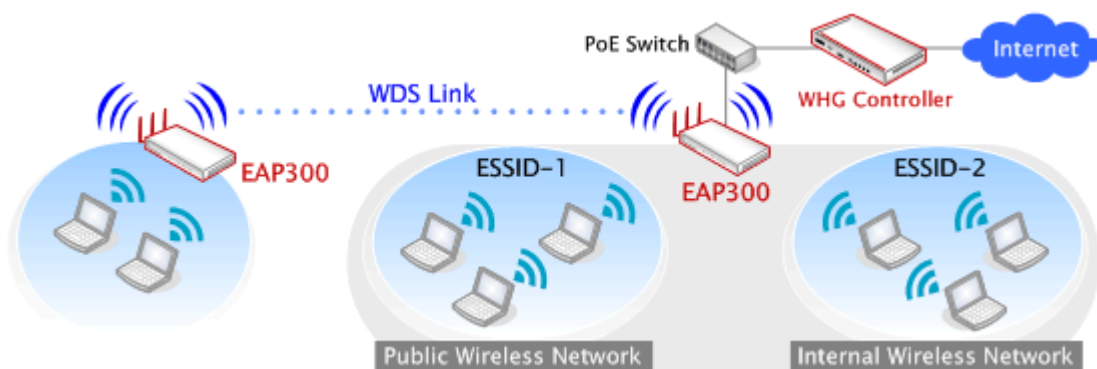 PoE Switch
Internet
WHG Controller
WDS Link
EAP300
EAP300
ESSID-1
ESSID-2
Public Wireless Network
Internal Wireless Network